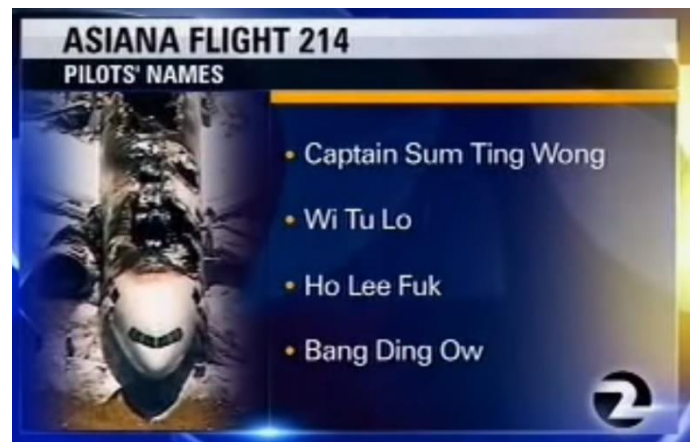 ASIANA FLIGHT 214
PILOTS' NAMES
• Captain Sum Ting Wong
• Wi Tu Lo
• Ho Lee Fuk
• Bang Ding Ow
2